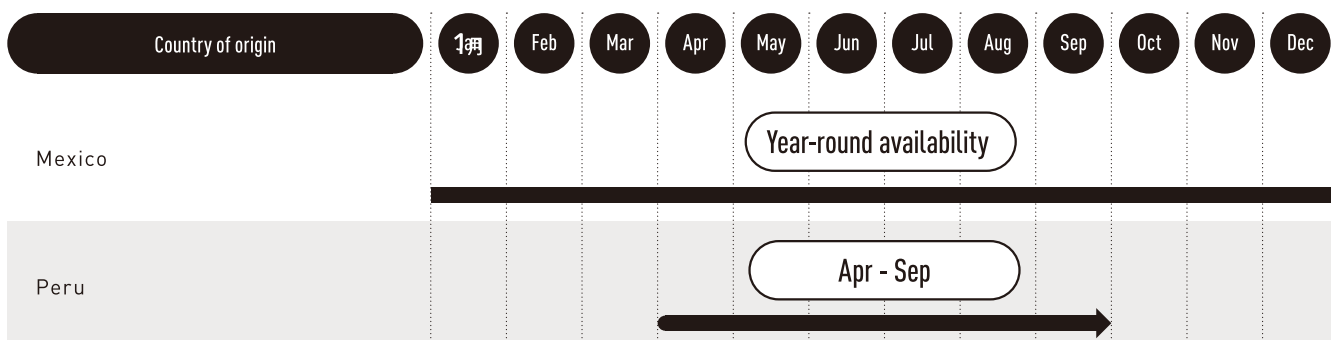 Country of origin 1月 Feb Mar Apr May Jun Jul Aug Sep Oct Nov Dec
Year-round availability
Mexico
Apr - Sep
Peru